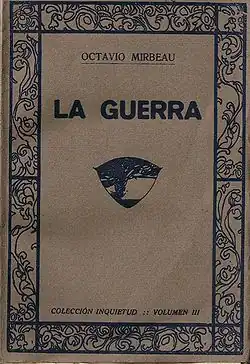 OCTAVIO MIRBEAU
LA GUERRA
COLECCIÓN INQUIETUD :: VOLUMEN III